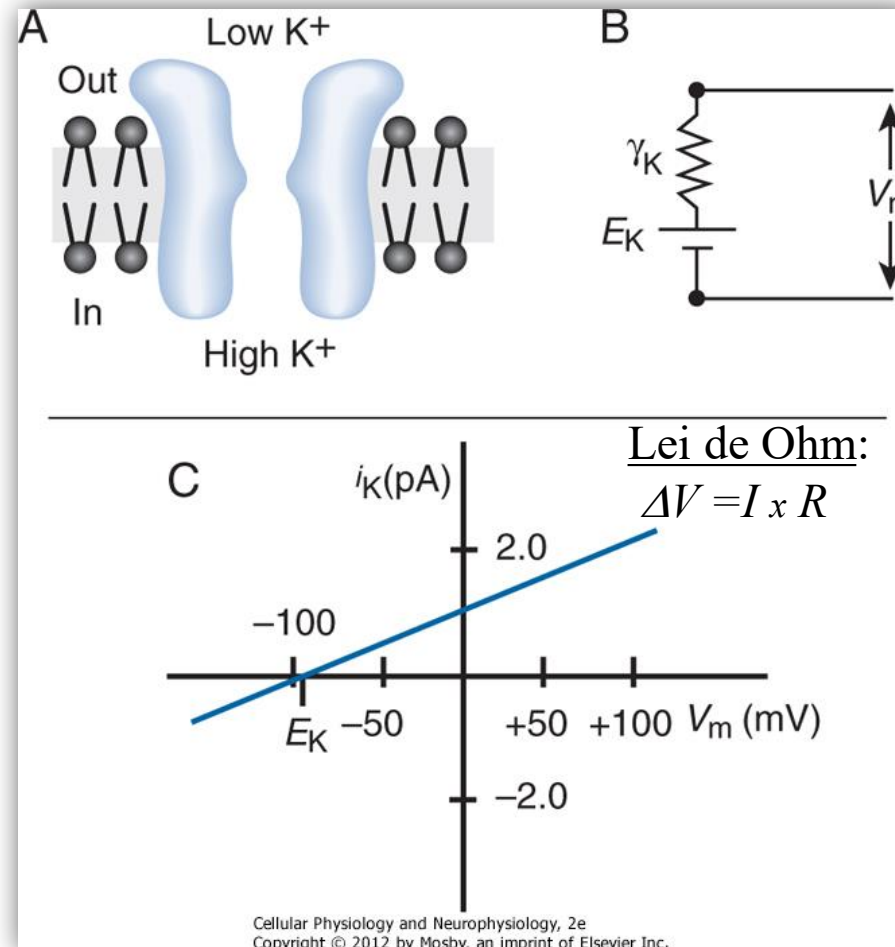 A
Low K+
Out
In
High K+
B
γK
EK
Vr
Lei de Ohm:
ΔV =I x R
C
iK(pA)
2.0
–100
EK
–50
+50
+100
Vm (mV)
–2.0
Cellular Physiology and Neurophysiology, 2e
Copyright © 2012 by Mosby, an imprint of Elsevier Inc.